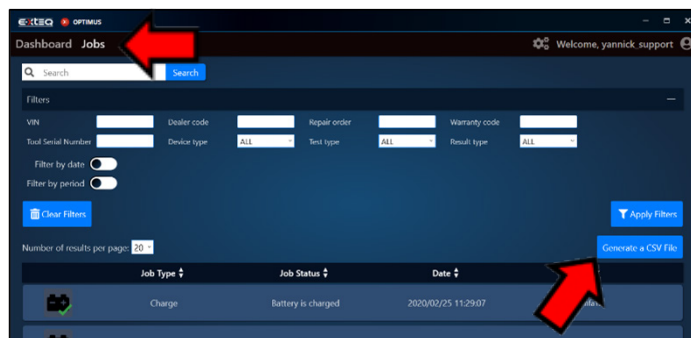 EXTEQ OPTIMUS
Dashboard Jobs
Welcome, yannick_support
Search Search
Filters
VIN Dealer code Repair order Warranty code
Tool Serial Number Device type ALL Test type ALL Result type ALL
Filter by date
Filter by period
Clear Filters Apply Filters
Number of results per page: 20 Generate a CSV File
Job Type Job Status Date
Charge Battery is charged 2020/02/25 11:29:07